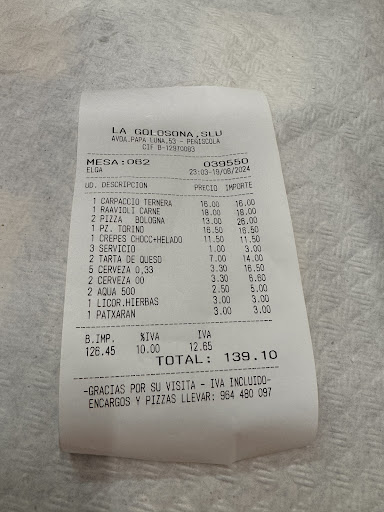 LA GOLOSONA,SLU
AVDA.PAPA LUNA,53 - PEÑISCOLA
CIF B-12970083
MESA:062 039550
ELGA 23:03-19/06/2024
UD. DESCRIPCION PRECIO IMPORTE
1 CARPACCIO TERNERA 16.00 16.00
1 RAAVIOLI CARNE 18.00 18.00
2 PIZZA BOLOGNA 13.00 26.00
1 PZ. TORINO 16.50 16.50
1 CREPES CHOCC+HELADO 11.50 11.50
3 SERVICIO 1.00 3.00
2 TARTA DE QUESO 7.00 14.00
5 CERVEZA 0,33 3.30 16.50
2 CERVEZA 00 3.30 6.60
2 AQUA 500 2.50 5.00
1 LICOR.HIERBAS 3.00 3.00
1 PATXARAN 3.00 3.00
B.IMP. %IVA IVA
126.45 10.00 12.65
TOTAL: 139.10
-GRACIAS POR SU VISITA - IVA INCLUIDO-
ENCARGOS Y PIZZAS LLEVAR: 964 480 097